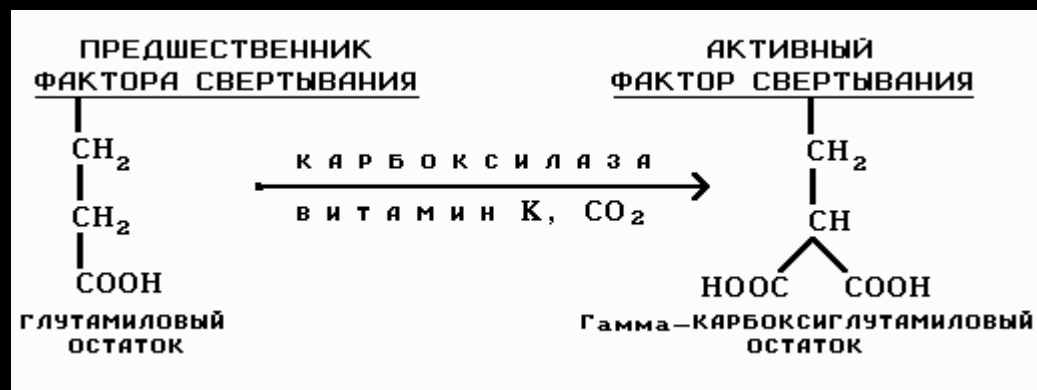 ПРЕДШЕСТВЕННИК
ФАКТОРА СВЕРТЫВАНИЯ
CH2
CH2
COOH
ГЛУТАМИЛОВЫЙ
ОСТАТОК
КАРБОКСИЛАЗА
ВИТАМИН K, CO2
АКТИВНЫЙ
ФАКТОР СВЕРТЫВАНИЯ
CH2
CH
HOOC COOH
Гамма-КАРБОКСИГЛУТАМИЛОВЫЙ
ОСТАТОК